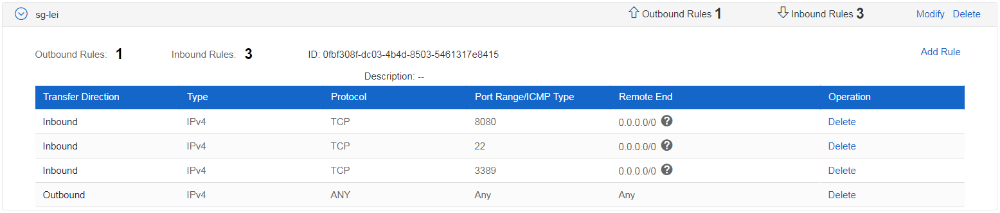 sg-lei Outbound Rules 1 Inbound Rules 3 Modify Delete
Outbound Rules: 1 Inbound Rules: 3 ID: 0fbf308f-dc03-4b4d-8503-5461317e8415 Add Rule
Description: --
Transfer Direction Type Protocol Port Range/ICMP Type Remote End Operation
Inbound IPv4 TCP 8080 0.0.0.0/0 ? Delete
Inbound IPv4 TCP 22 0.0.0.0/0 ? Delete
Inbound IPv4 TCP 3389 0.0.0.0/0 ? Delete
Outbound IPv4 ANY Any Any Delete